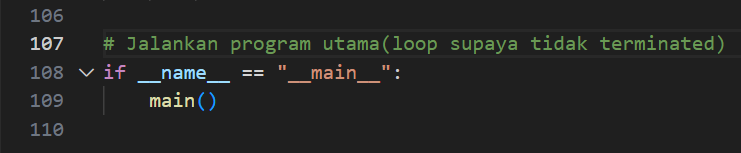 106
107 # Jalankan program utama(loop supaya tidak terminated)
108 if __name__ == "__main__":
109     main()
110